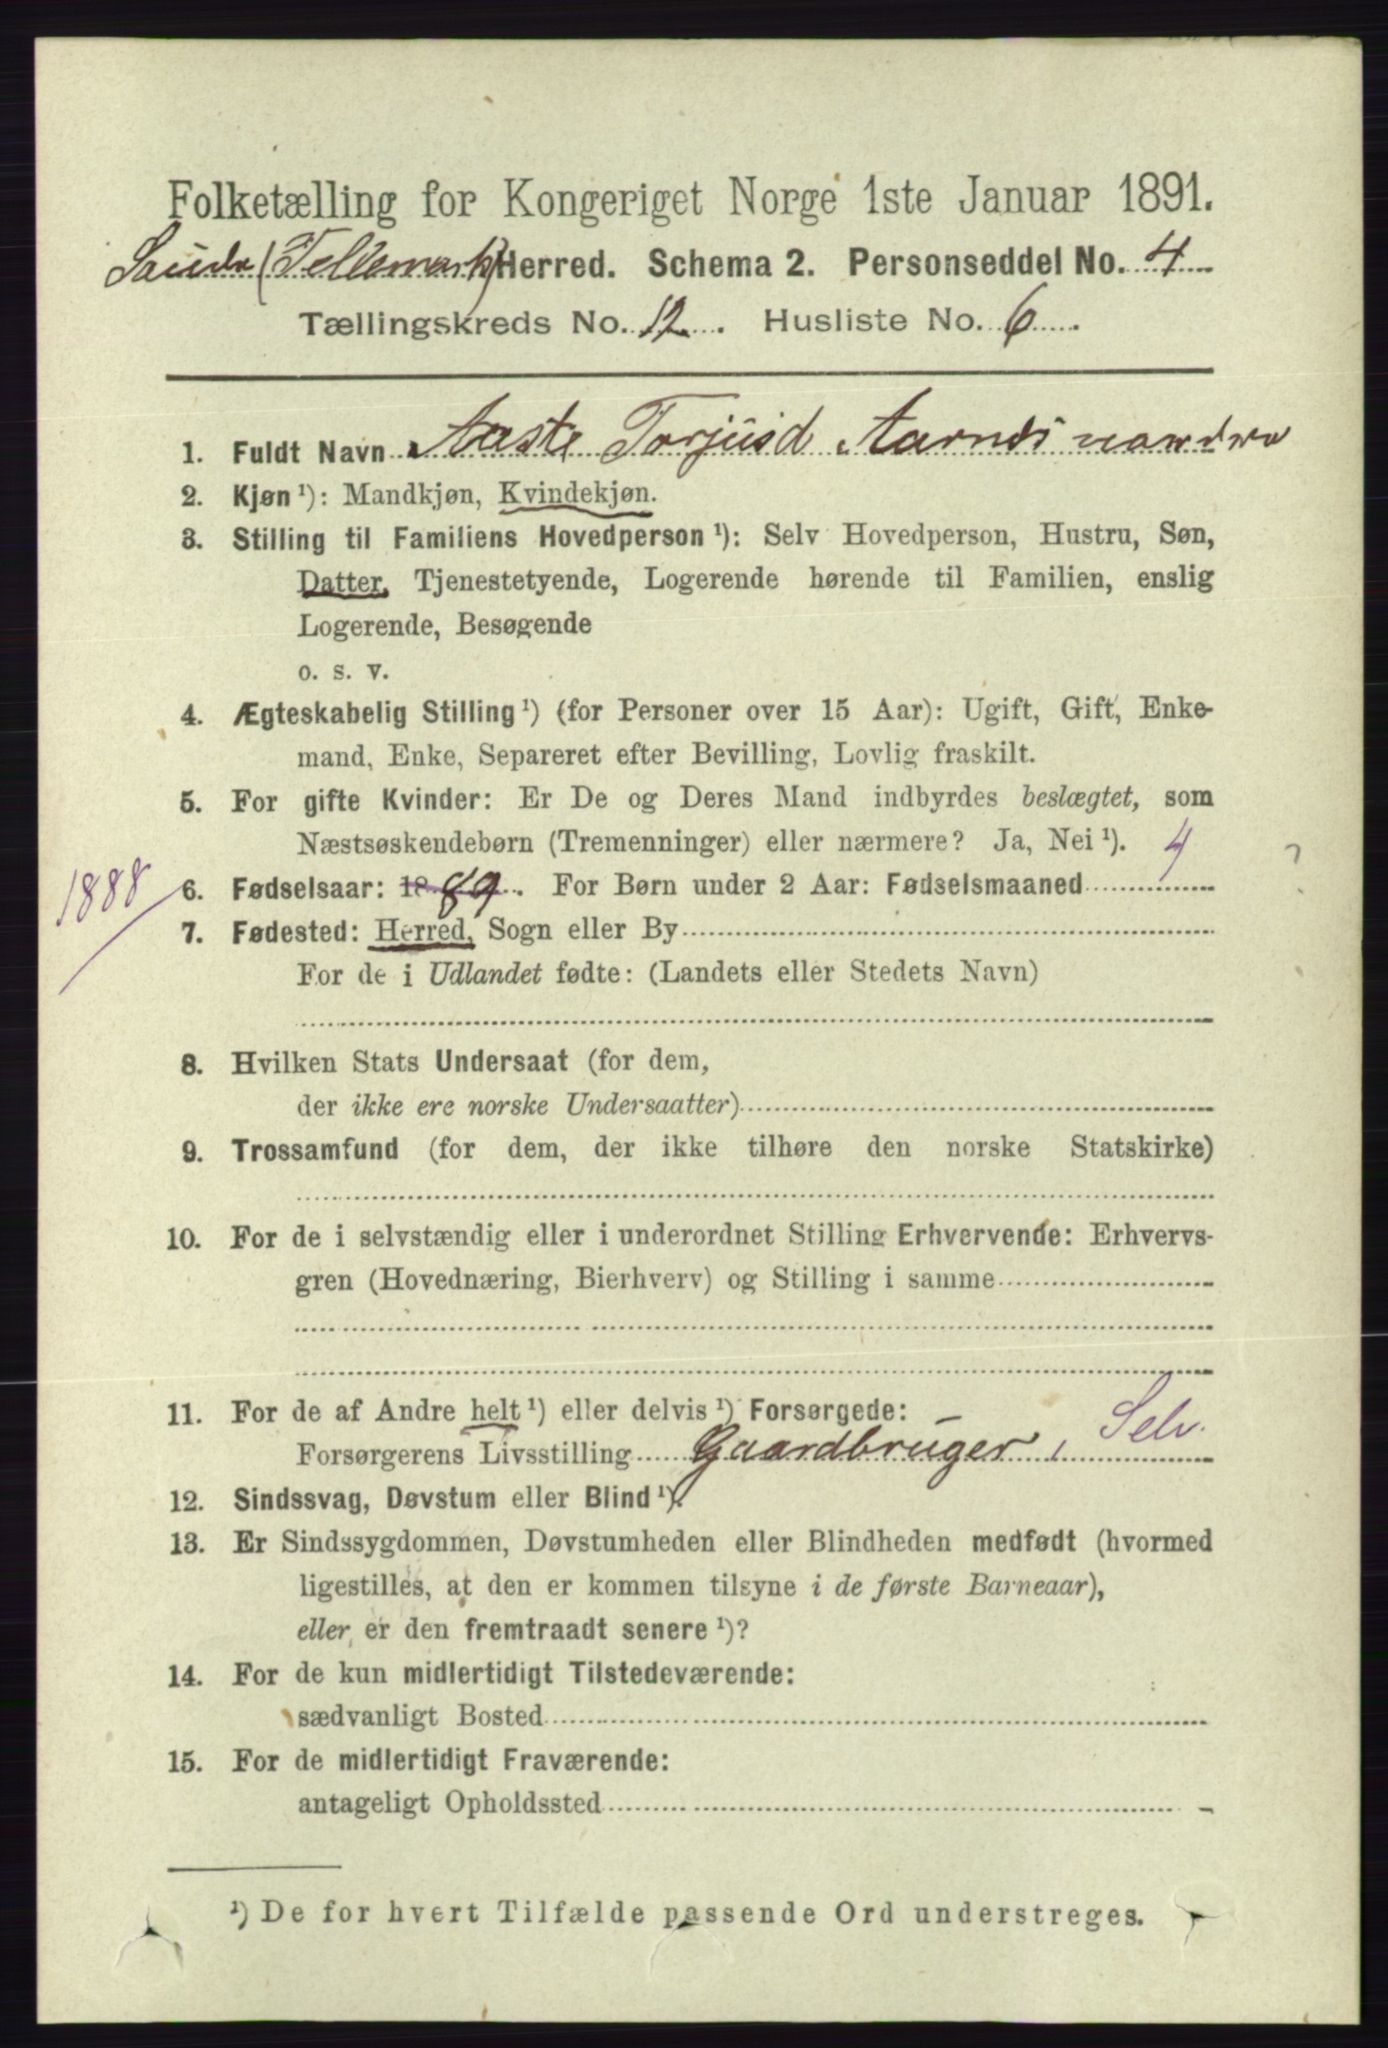 Folketælling for Kongeriget Norge 1ste Januar 1891.
Saude (Tellemark) Herred. Schema 2. Personseddel No. 4
Tællingskreds No. 12. Husliste No. 6.
1. Fuldt Navn Aaste Torjusd Aarnes nordre
2. Kjøn ¹): Mandkjøn, Kvindekjøn.
3. Stilling til Familiens Hovedperson ¹): Selv Hovedperson, Hustru, Søn,
Datter, Tjenestetyende, Logerende hørende til Familien, enslig
Logerende, Besøgende
o. s. v.
4. Ægteskabelig Stilling ¹) (for Personer over 15 Aar): Ugift, Gift, Enke-
mand, Enke, Separeret efter Bevilling, Lovlig fraskilt.
5. For gifte Kvinder: Er De og Deres Mand indbyrdes beslægtet, som
Næstsøskendebørn (Tremenninger) eller nærmere? Ja, Nei ¹).
1888 6. Fødselsaar: 1889. For Børn under 2 Aar: Fødselsmaaned 4 ?
7. Fødested: Herred, Sogn eller By
For de i Udlandet fødte: (Landets eller Stedets Navn)
8. Hvilken Stats Undersaat (for dem,
der ikke ere norske Undersaatter)
9. Trossamfund (for dem, der ikke tilhøre den norske Statskirke)
10. For de i selvstændig eller i underordnet Stilling Erhvervende: Erhvervs-
gren (Hovednæring, Bierhverv) og Stilling i samme
11. For de af Andre helt ¹) eller delvis ¹) Forsørgede:
Forsørgerens Livsstilling Gaardbruger, Selv.
12. Sindssvag, Døvstum eller Blind ¹).
13. Er Sindssygdommen, Døvstumheden eller Blindheden medfødt (hvormed
ligestilles, at den er kommen tilsyne i de første Barneaar),
eller er den fremtraadt senere ¹)?
14. For de kun midlertidigt Tilstedeværende:
sædvanligt Bosted
15. For de midlertidigt Fraværende:
antageligt Opholdssted
¹) De for hvert Tilfælde passende Ord understreges.